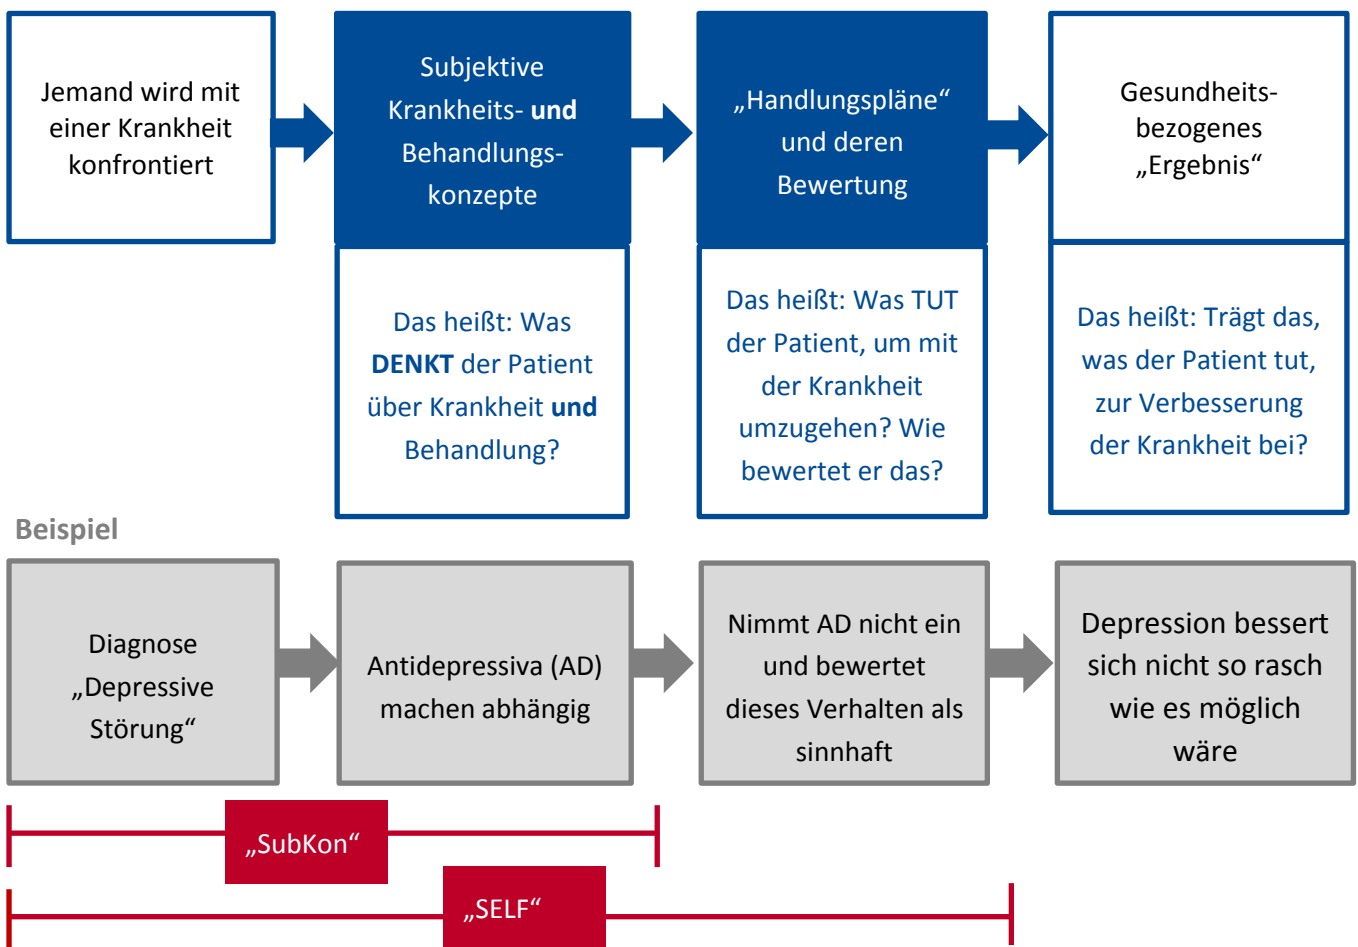 Jemand wird mit
einer Krankheit
konfrontiert
Subjektive
Krankheits- und
Behandlungs-
konzepte
„Handlungspläne“
und deren
Bewertung
Gesundheits-
bezogenes
„Ergebnis“
Das heißt: Was
DENKT der Patient
über Krankheit und
Behandlung?
Das heißt: Was TUT
der Patient, um mit
der Krankheit
umzugehen? Wie
bewertet er das?
Das heißt: Trägt das,
was der Patient tut,
zur Verbesserung
der Krankheit bei?
Beispiel
Diagnose
„Depressive
Störung“
Antidepressiva (AD)
machen abhängig
Nimmt AD nicht ein
und bewertet
dieses Verhalten als
sinnhaft
Depression bessert
sich nicht so rasch
wie es möglich
wäre
„SubKon“
„SELF“